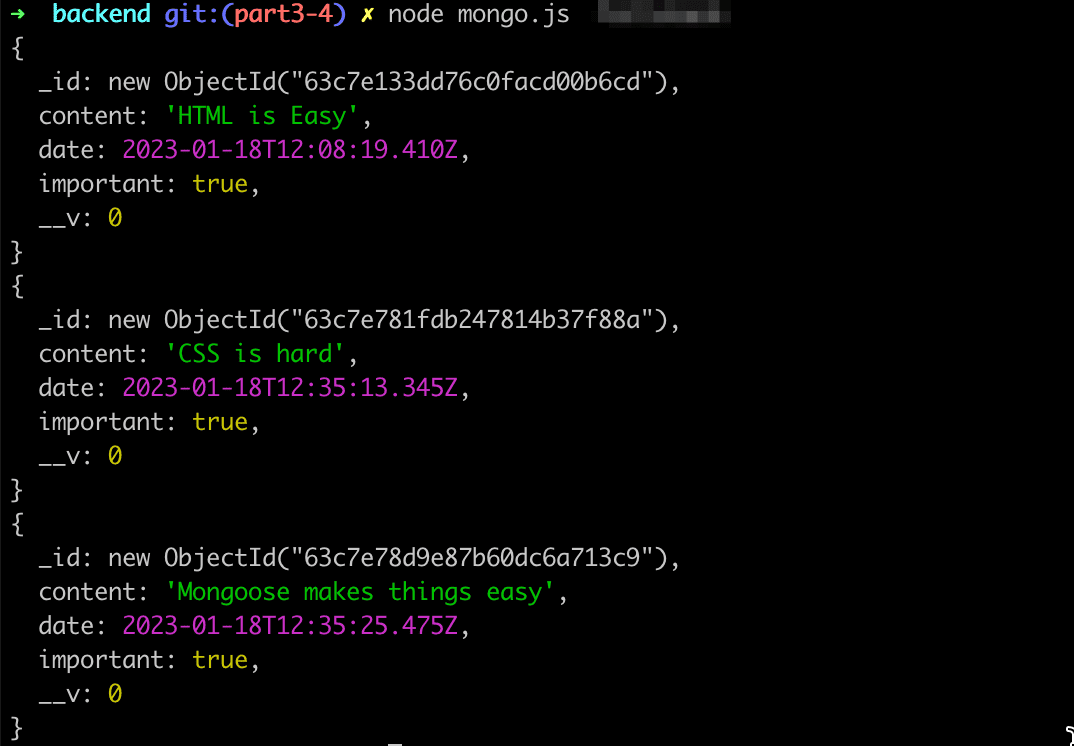 → backend git:(part3-4) ✗ node mongo.js
{
  _id: new ObjectId("63c7e133dd76c0facd00b6cd"),
  content: 'HTML is Easy',
  date: 2023-01-18T12:08:19.410Z,
  important: true,
  __v: 0
}
{
  _id: new ObjectId("63c7e781fdb247814b37f88a"),
  content: 'CSS is hard',
  date: 2023-01-18T12:35:13.345Z,
  important: true,
  __v: 0
}
{
  _id: new ObjectId("63c7e78d9e87b60dc6a713c9"),
  content: 'Mongoose makes things easy',
  date: 2023-01-18T12:35:25.475Z,
  important: true,
  __v: 0
}